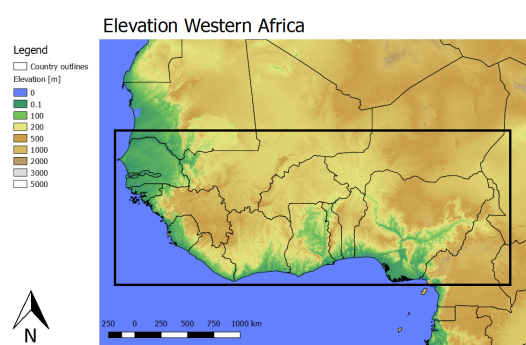 Elevation Western Africa
Legend
Country outlines
Elevation [m]
0
0.1
100
200
500
1000
2000
3000
5000
N
250 0 250 500 750 1000 km